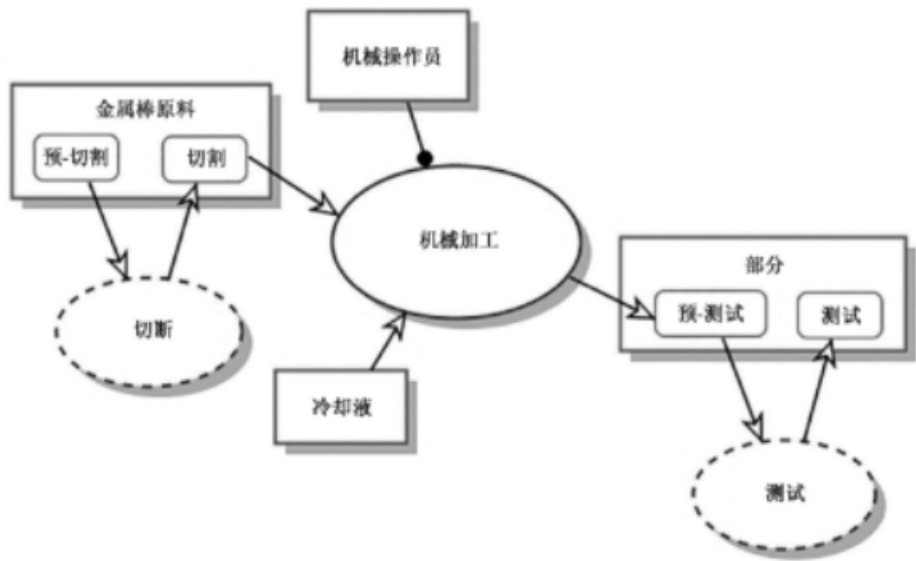 机械操作员
金属棒原料
预-切割
切割
机械加工
切断
冷却液
部分
预-测试
测试
测试